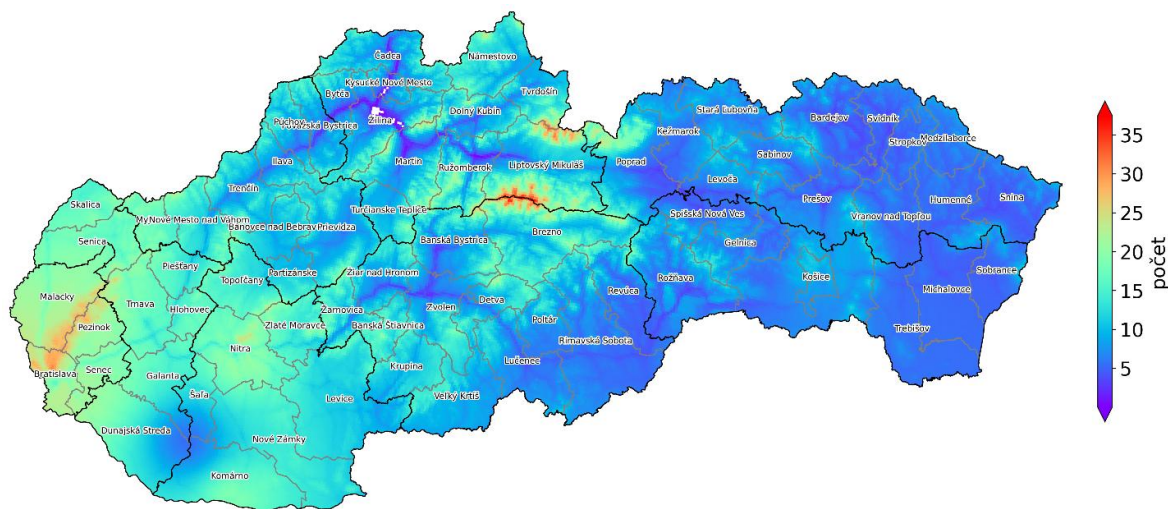 Čadca
Námestovo
Kysucké Nové Mesto
Bytča
Tvrdošín
Dolný Kubín
Stará Ľubovňa
Bardejov
Svidník
Púchov
Považská Bystrica
Žilina
Kežmarok
Stropkov
Medzilaborce
Ilava
Martin
Ružomberok
Liptovský Mikuláš
Poprad
Sabinov
Levoča
Trenčín
Prešov
Humenné
Snina
Skalica
Turčianske Teplice
Spišská Nová Ves
Vranov nad Topľou
My
Nové Mesto nad Váhom
Bánovce nad Bebrav
Prievidza
Brezno
Senica
Banská Bystrica
Gelnica
Piešťany
Topoľčany
Partizánske
Žiar nad Hronom
Rožňava
Košice
Sobrance
Malacky
Trnava
Hlohovec
Žarnovica
Zvolen
Detva
Revúca
Michalovce
Pezinok
Zlaté Moravce
Banská Štiavnica
Poltár
Trebišov
Nitra
Rimavská Sobota
Bratislava
Senec
Galanta
Krupina
Lučenec
Šaľa
Levice
Veľký Krtíš
Dunajská Streda
Nové Zámky
Komárno
35
30
25
20
15
10
5
počet